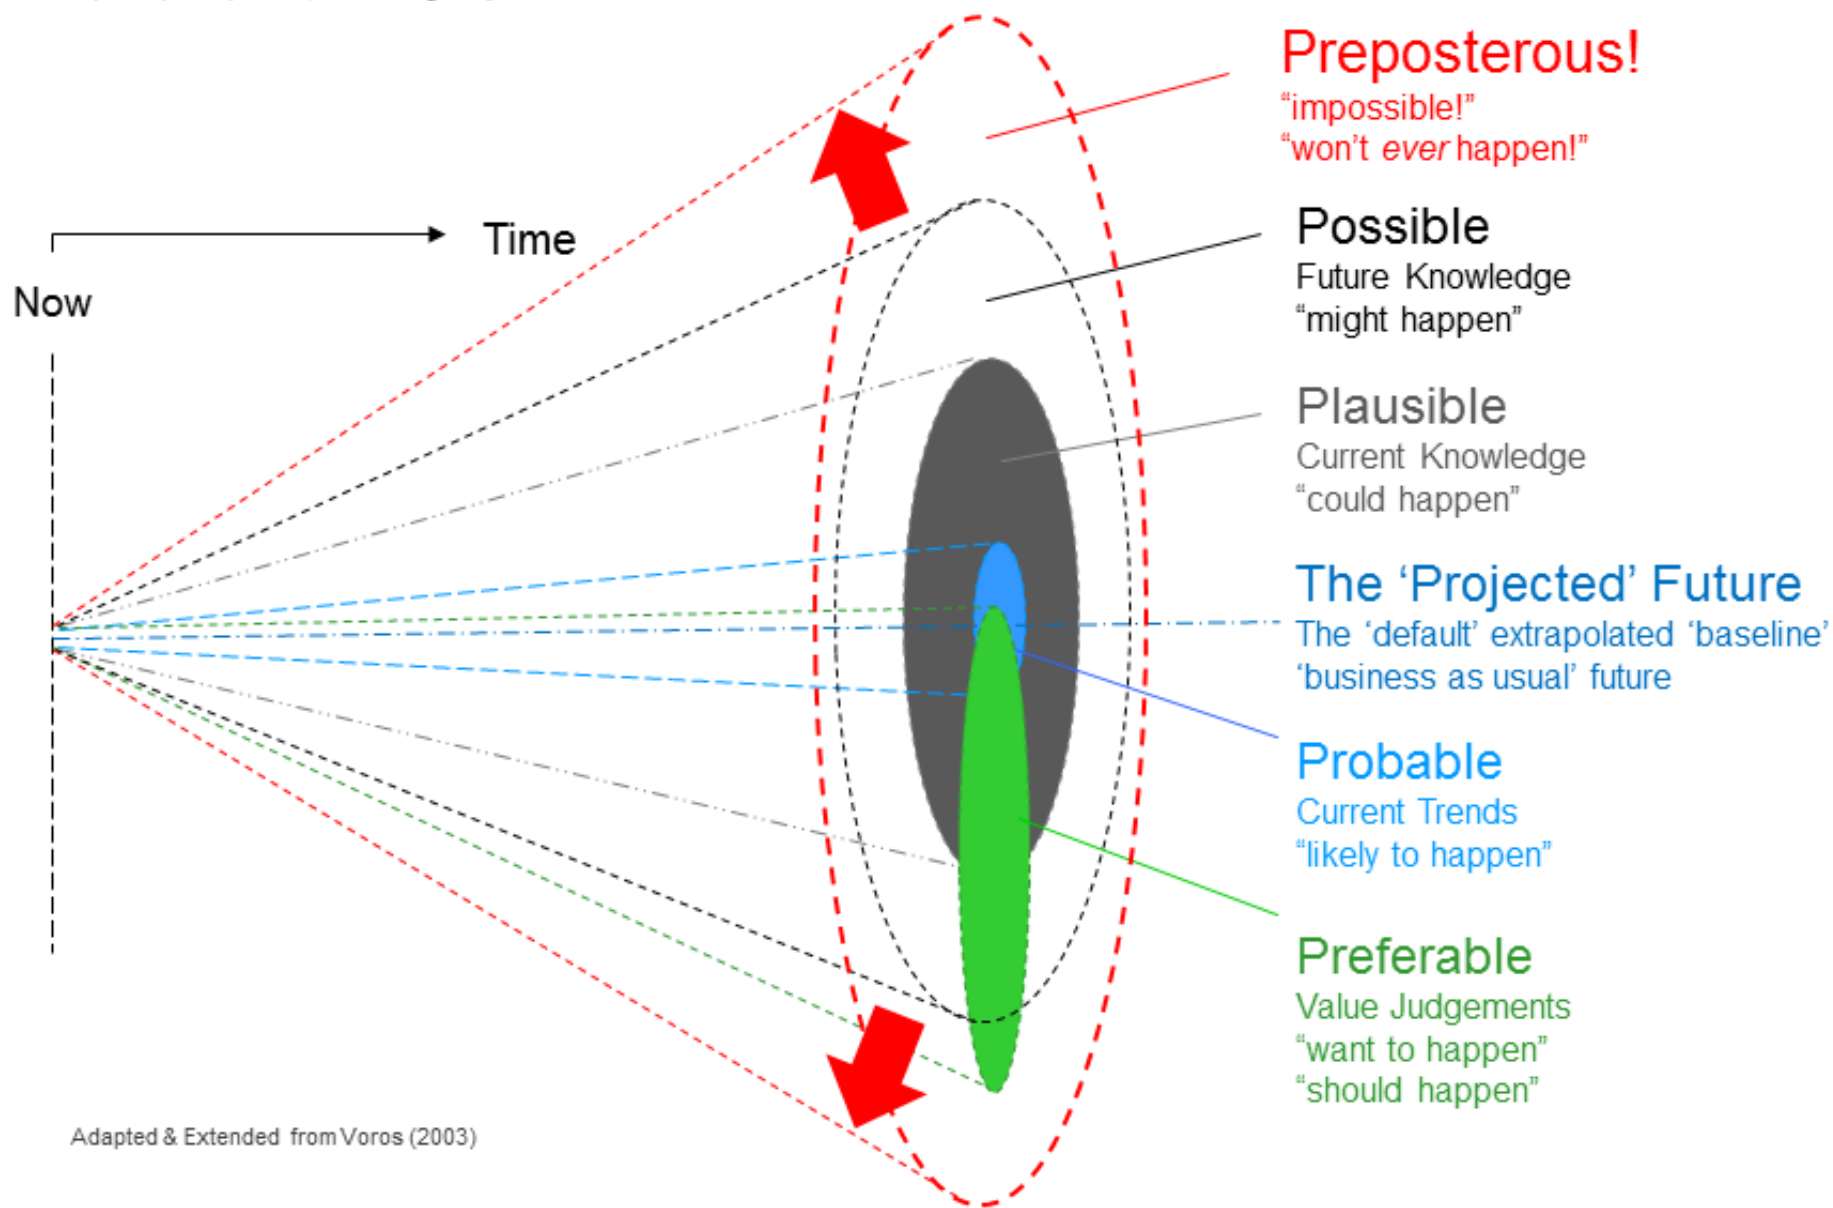 Time
Now
Preposterous!
“impossible!”
“won’t ever happen!”
Possible
Future Knowledge
“might happen”
Plausible
Current Knowledge
“could happen”
The ‘Projected’ Future
The ‘default’ extrapolated ‘baseline’
‘business as usual’ future
Probable
Current Trends
“likely to happen”
Preferable
Value Judgements
“want to happen”
“should happen”
Adapted & Extended from Voros (2003)